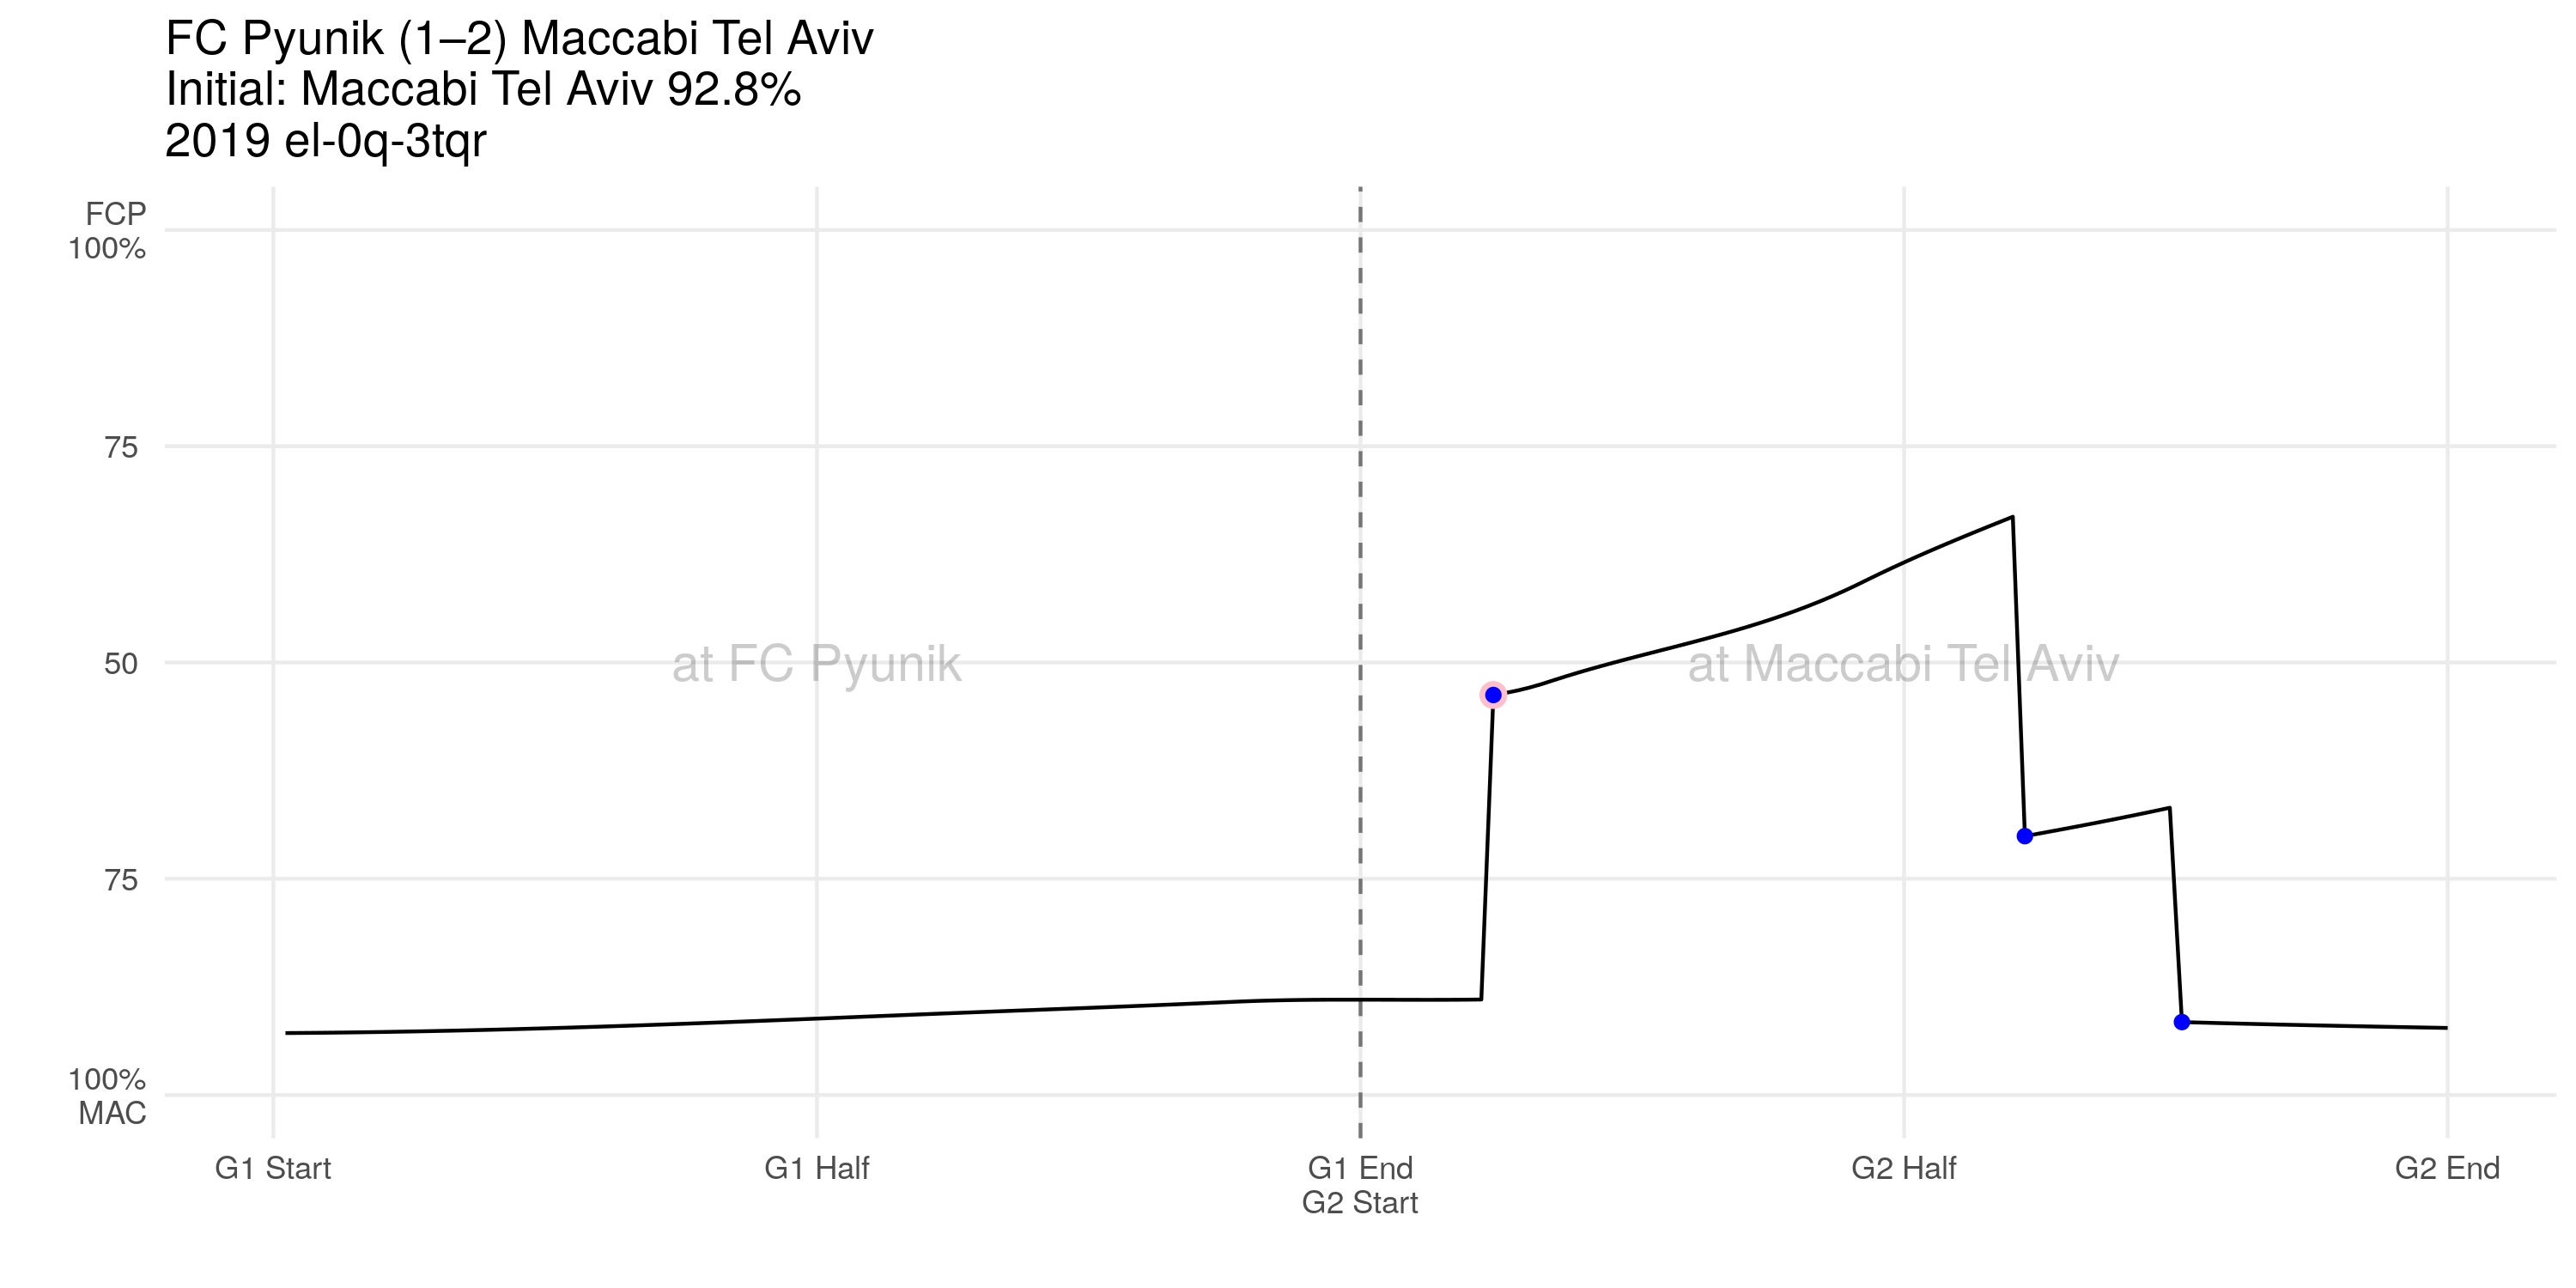 FC Pyunik (1–2) Maccabi Tel Aviv
Initial: Maccabi Tel Aviv 92.8%
2019 el-0q-3tqr
FCP
100%
75
50
75
100%
MAC
at FC Pyunik
at Maccabi Tel Aviv
G1 Start
G1 Half
G1 End
G2 Start
G2 Half
G2 End